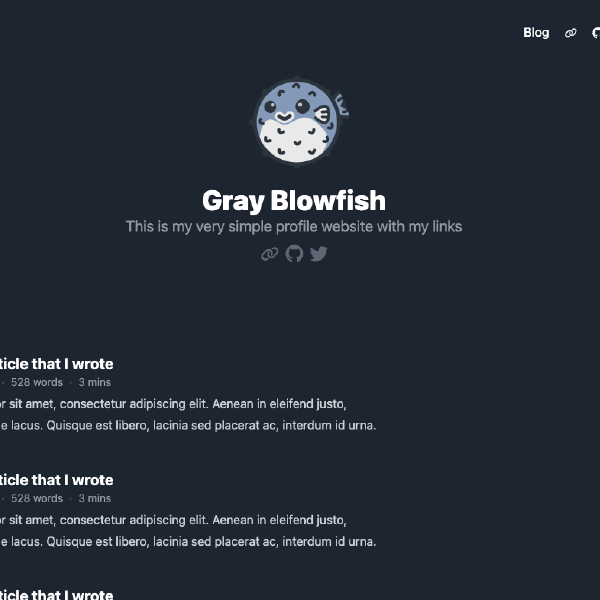 Blog
Gray Blowfish
This is my very simple profile website with my links
ticle that I wrote
· 528 words · 3 mins
or sit amet, consectetur adipiscing elit. Aenean in eleifend justo,
e lacus. Quisque est libero, lacinia sed placerat ac, interdum id urna.
ticle that I wrote
· 528 words · 3 mins
or sit amet, consectetur adipiscing elit. Aenean in eleifend justo,
e lacus. Quisque est libero, lacinia sed placerat ac, interdum id urna.
ticle that I wrote